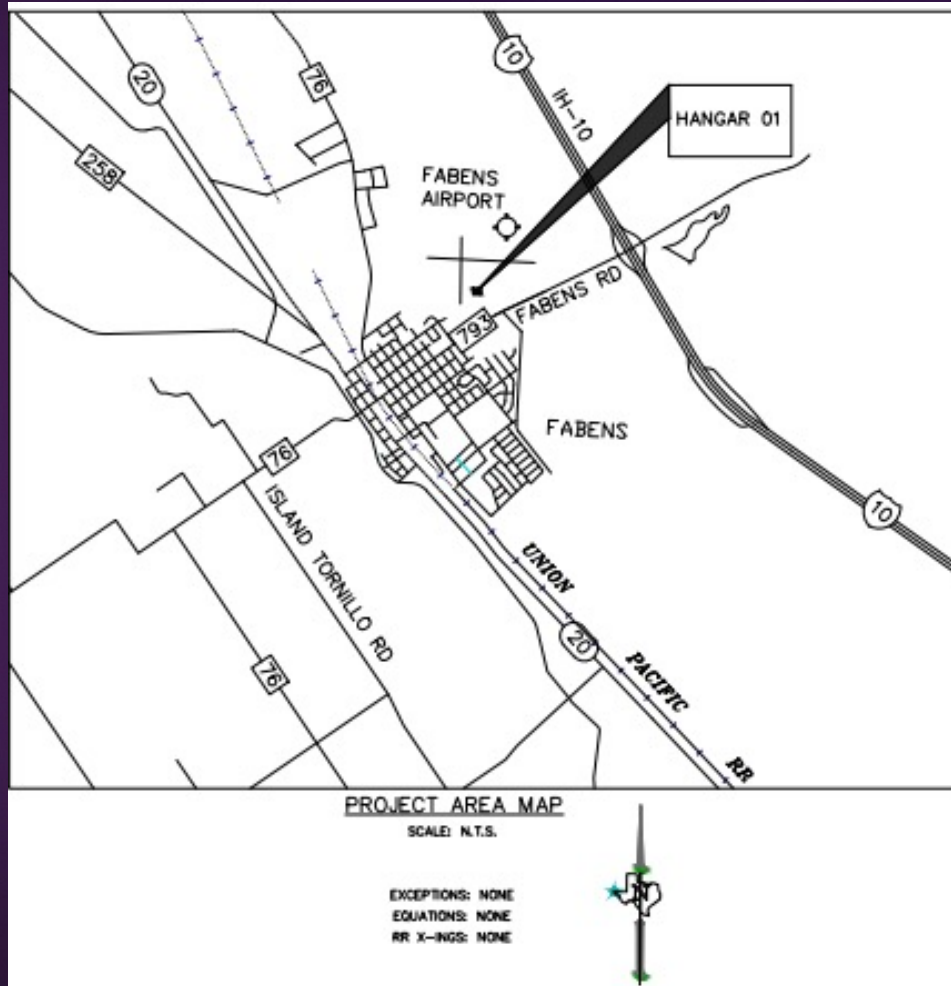 10
20
76
IH-10
HANGAR 01
258
FABENS
AIRPORT
FABENS RD
793
FABENS
76
ISLAND TORNILLO RD
10
UNION
20
76
PACIFIC
RR
PROJECT AREA MAP
SCALE: N.T.S.
N
EXCEPTIONS: NONE
EQUATIONS: NONE
RR X-INGS: NONE